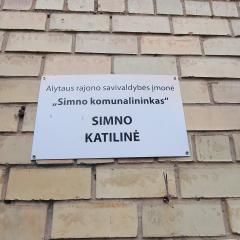 Alytaus rajono savivaldybės įmonė
„Simno komunalininkas“
SIMNO
KATILINĖ